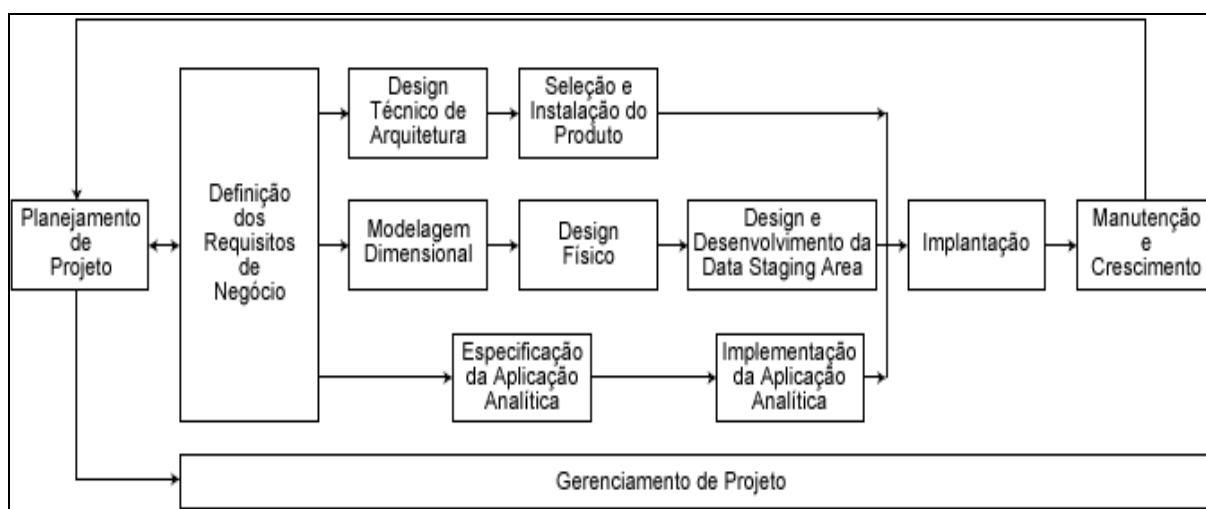 Planejamento
de
Projeto
Definição
dos
Requisitos
de
Negócio
Design
Técnico de
Arquitetura
Seleção e
Instalação do
Produto
Modelagem
Dimensional
Design
Físico
Design e
Desenvolvimento da
Data Staging Area
Especificação
da Aplicação
Analítica
Implementação
da Aplicação
Analítica
Implantação
Manutenção
e
Crescimento
Gerenciamento de Projeto